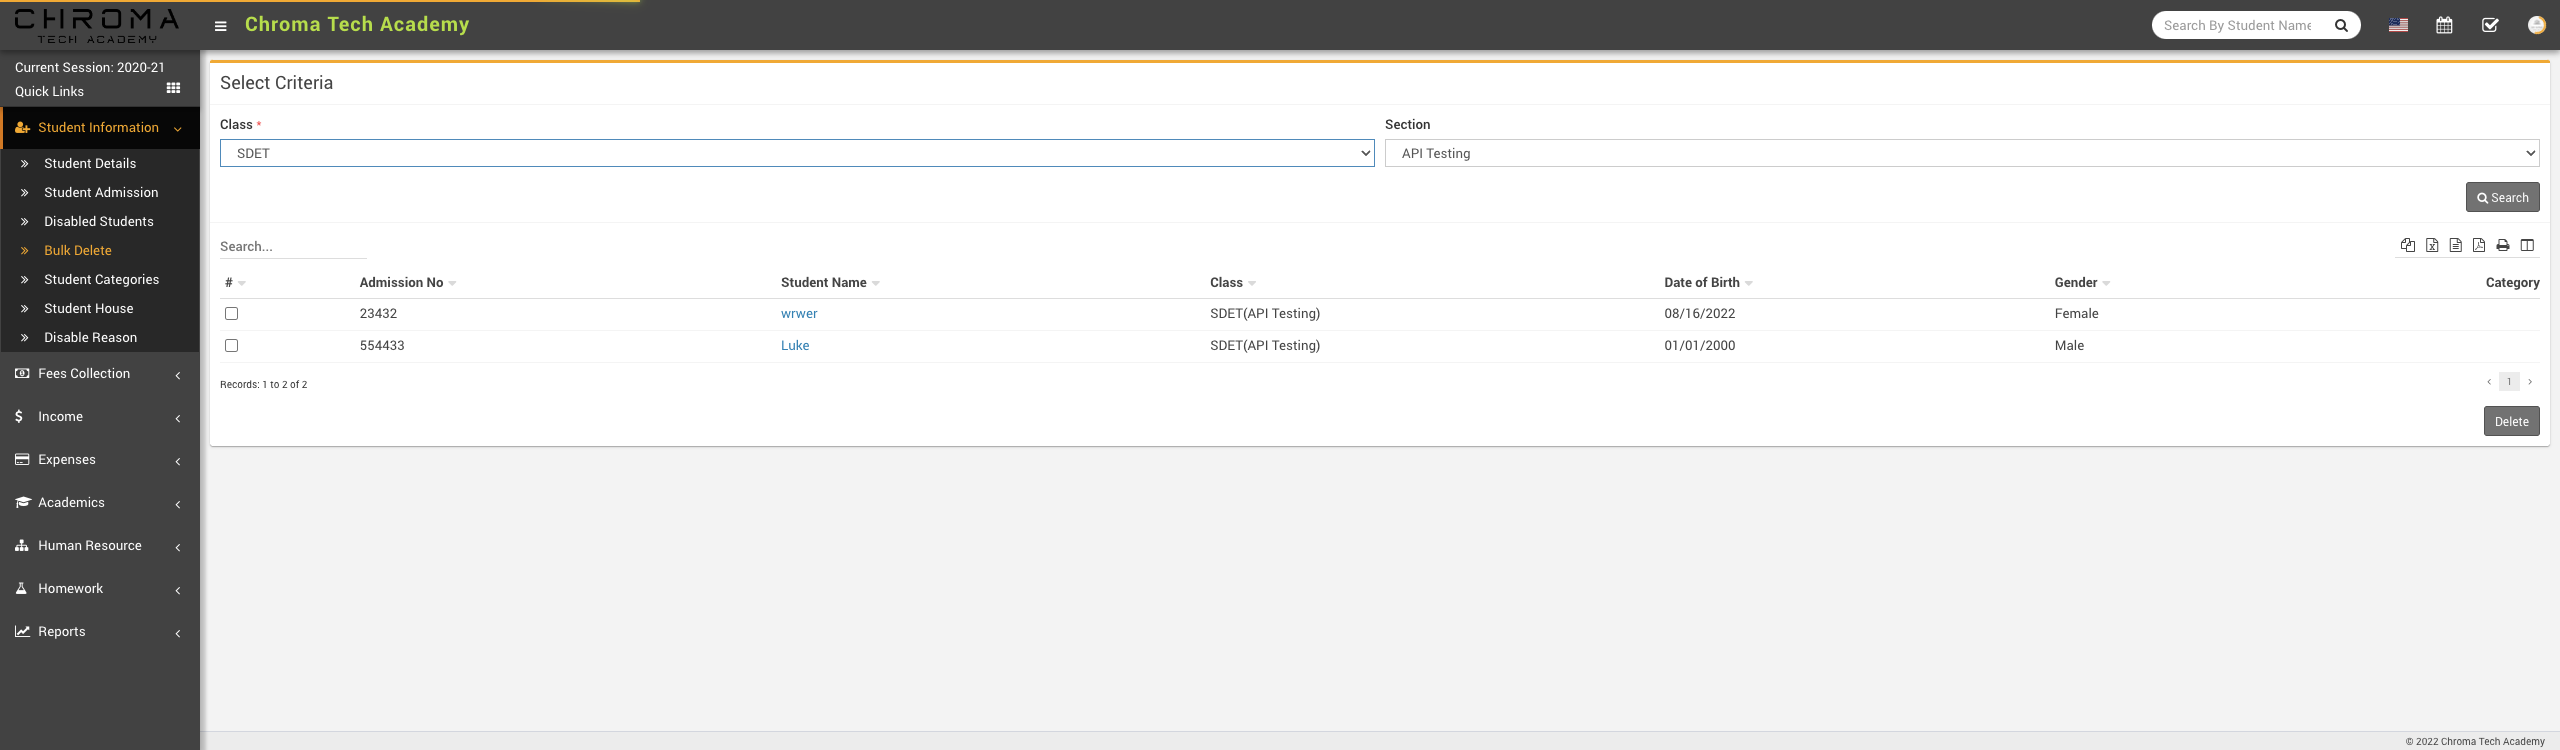 CHROMA
TECH ACADEMY
Chroma Tech Academy
Search By Student Name
Current Session: 2020-21
Quick Links
Student Information
Student Details
Student Admission
Disabled Students
Bulk Delete
Student Categories
Student House
Disable Reason
Fees Collection
Income
Expenses
Academics
Human Resource
Homework
Reports
Select Criteria
Class * Section
SDET API Testing
Search
Search...
# Admission No Student Name Class Date of Birth Gender Category
23432 wrwer SDET(API Testing) 08/16/2022 Female
554433 Luke SDET(API Testing) 01/01/2000 Male
Records: 1 to 2 of 2
1
Delete
© 2022 Chroma Tech Academy